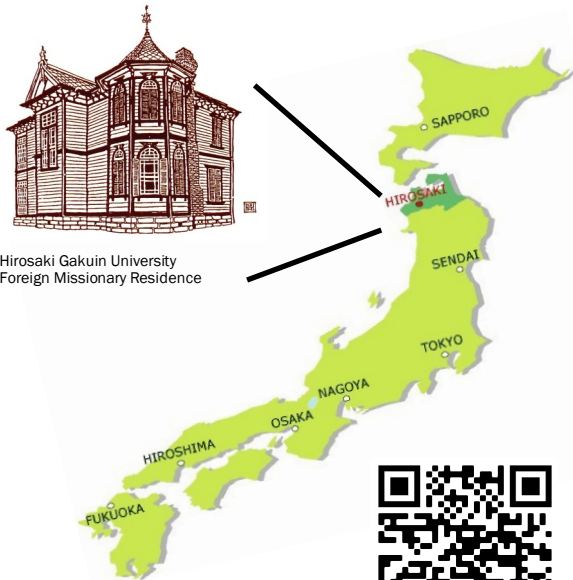 SAPPORO
HIROSAKI
Hirosaki Gakuin University
Foreign Missionary Residence
SENDAI
TOKYO
NAGOYA
OSAKA
HIROSHIMA
FUKUOKA